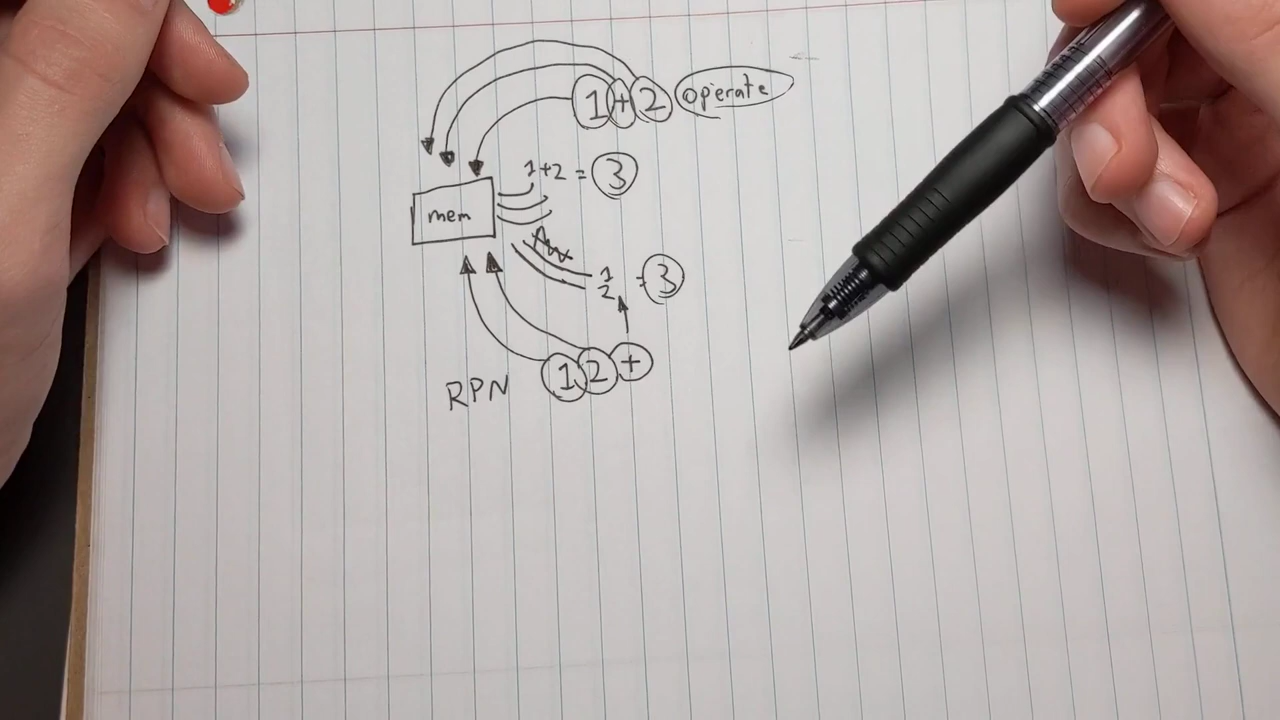 1 + 2 operate
1+2 = 3
mem
1
2 = 3
RPN 1 2 +